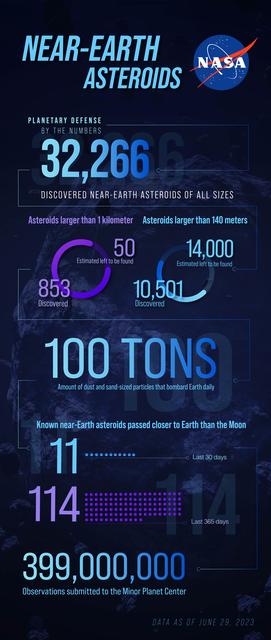 NEAR-EARTH
ASTEROIDS
NASA
PLANETARY DEFENSE
BY THE NUMBERS
32,266
DISCOVERED NEAR-EARTH ASTEROIDS OF ALL SIZES
Asteroids larger than 1 kilometer
50
Estimated left to be found
853
Discovered
Asteroids larger than 140 meters
14,000
Estimated left to be found
10,501
Discovered
100 TONS
Amount of dust and sand-sized particles that bombard Earth daily
Known near-Earth asteroids passed closer to Earth than the Moon
11
Last 30 days
114
Last 365 days
399,000,000
Observations submitted to the Minor Planet Center
DATA AS OF JUNE 29, 2023